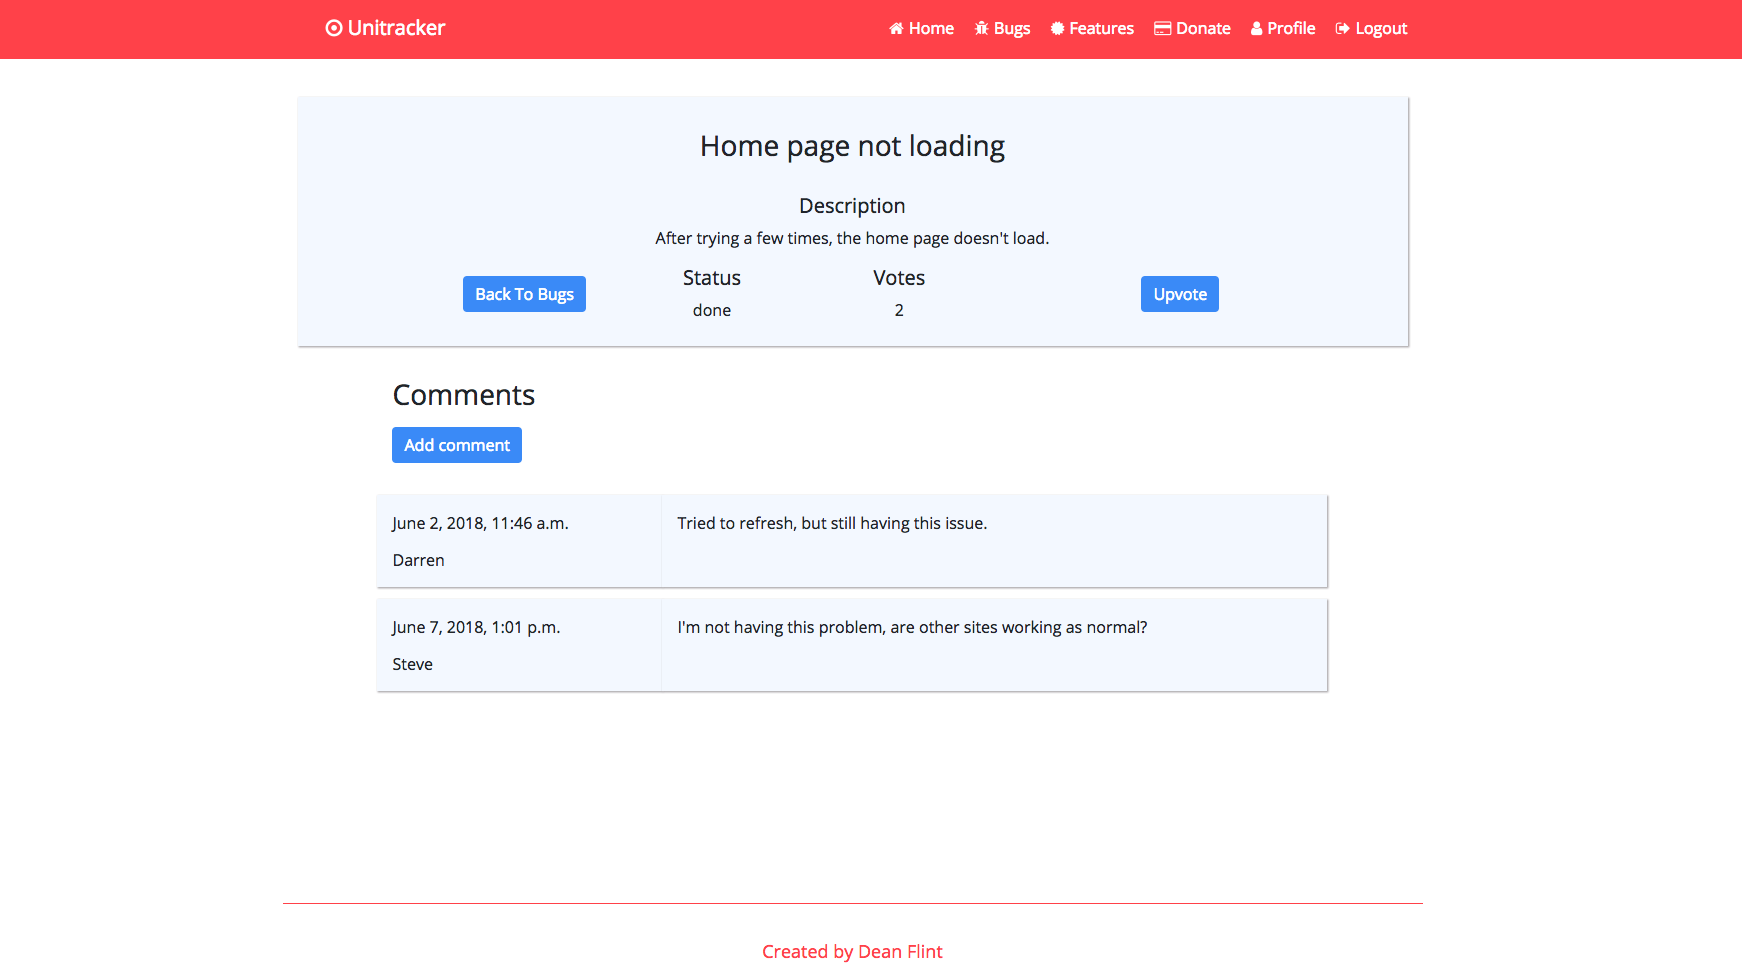 Unitracker
Home Bugs Features Donate Profile Logout
Home page not loading
Description
After trying a few times, the home page doesn't load.
Back To Bugs
Status
done
Votes
2
Upvote
Comments
Add comment
June 2, 2018, 11:46 a.m.
Darren
Tried to refresh, but still having this issue.
June 7, 2018, 1:01 p.m.
Steve
I'm not having this problem, are other sites working as normal?
Created by Dean Flint